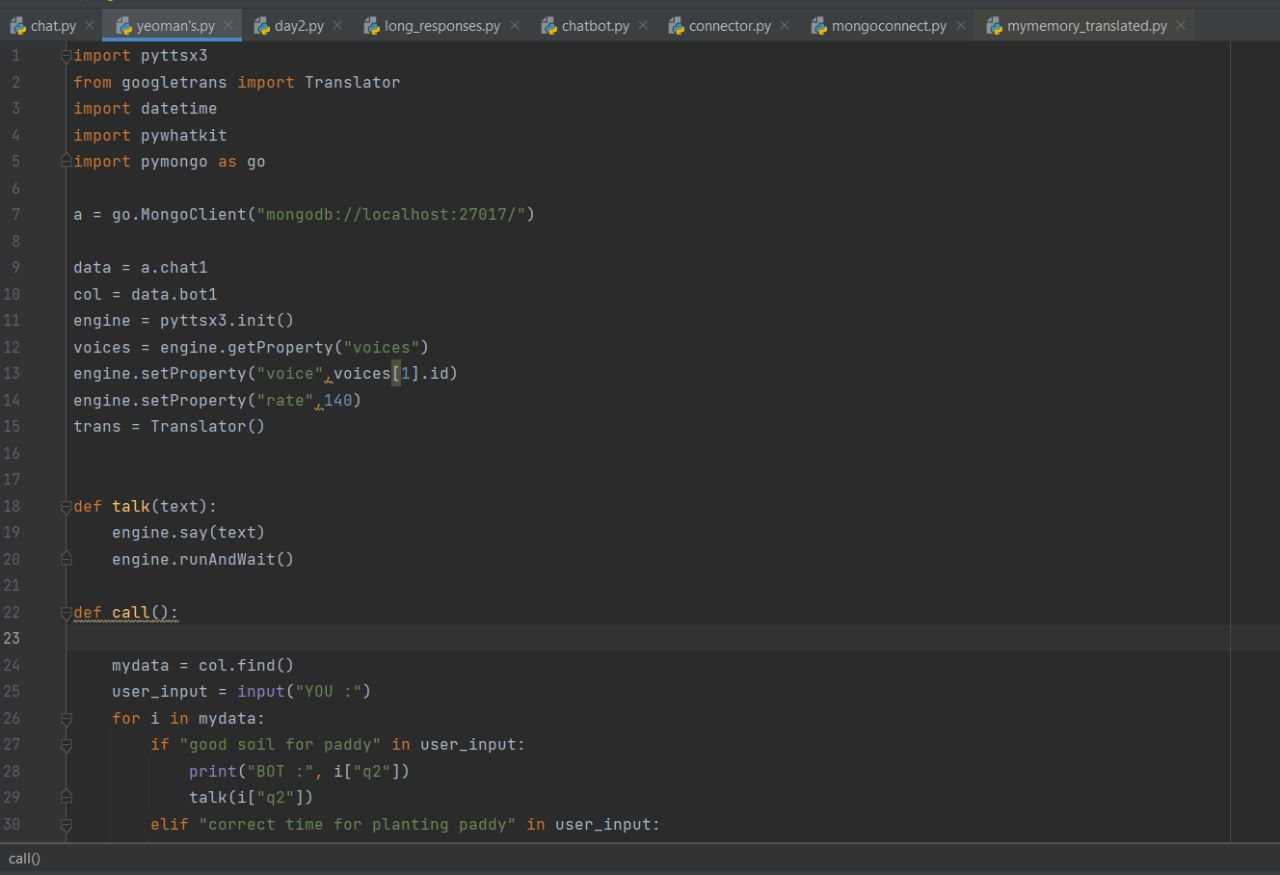 chat.py yeoman's.py day2.py long_responses.py chatbot.py connector.py mongoconnect.py mymemory_translated.py
1 import pyttsx3
2 from googletrans import Translator
3 import datetime
4 import pywhatkit
5 import pymongo as go
6
7 a = go.MongoClient("mongodb://localhost:27017/")
8
9 data = a.chat1
10 col = data.bot1
11 engine = pyttsx3.init()
12 voices = engine.getProperty("voices")
13 engine.setProperty("voice",voices[1].id)
14 engine.setProperty("rate",140)
15 trans = Translator()
16
17
18 def talk(text):
19     engine.say(text)
20     engine.runAndWait()
21
22 def call():
23
24     mydata = col.find()
25     user_input = input("YOU :")
26     for i in mydata:
27         if "good soil for paddy" in user_input:
28             print("BOT :", i["q2"])
29             talk(i["q2"])
30         elif "correct time for planting paddy" in user_input:
call()